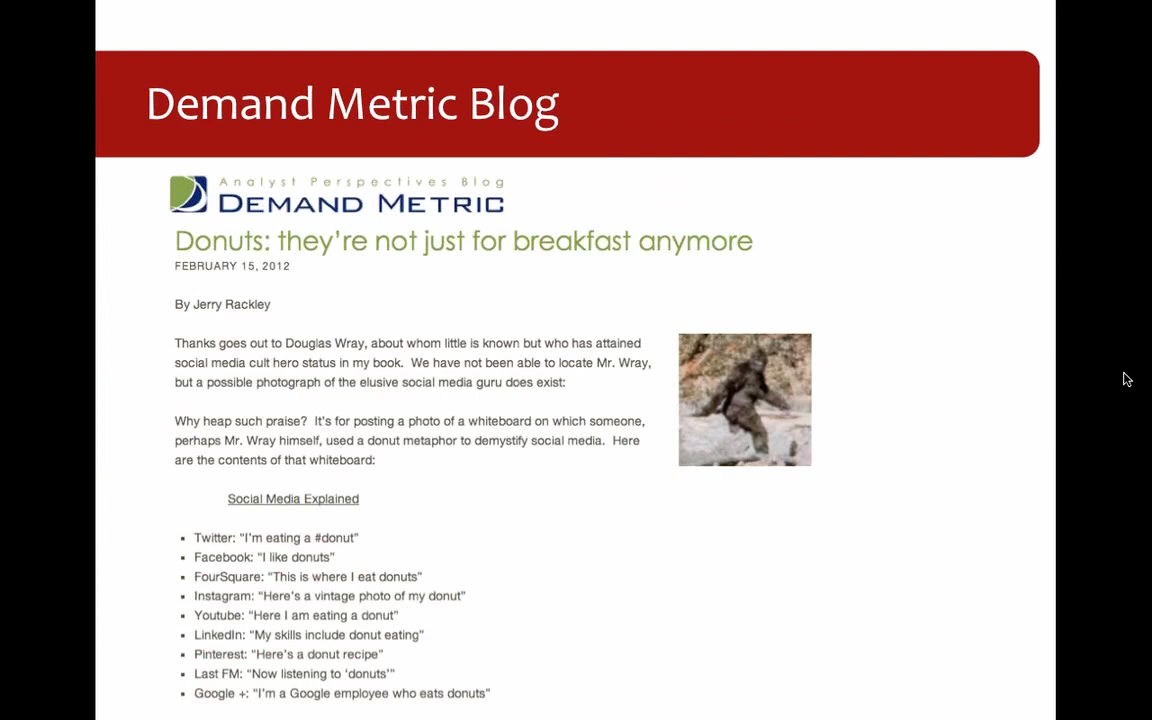 Demand Metric Blog
Analyst Perspectives Blog
DEMAND METRIC
Donuts: they're not just for breakfast anymore
FEBRUARY 15, 2012
By Jerry Rackley
Thanks goes out to Douglas Wray, about whom little is known but who has attained
social media cult hero status in my book.  We have not been able to locate Mr. Wray,
but a possible photograph of the elusive social media guru does exist:
Why heap such praise?  It's for posting a photo of a whiteboard on which someone,
perhaps Mr. Wray himself, used a donut metaphor to demystify social media.  Here
are the contents of that whiteboard:
Social Media Explained
▪ Twitter: “I'm eating a #donut”
▪ Facebook: “I like donuts”
▪ FourSquare: “This is where I eat donuts”
▪ Instagram: “Here's a vintage photo of my donut”
▪ Youtube: “Here I am eating a donut”
▪ LinkedIn: “My skills include donut eating”
▪ Pinterest: “Here's a donut recipe”
▪ Last FM: “Now listening to ‘donuts’”
▪ Google +: “I'm a Google employee who eats donuts”